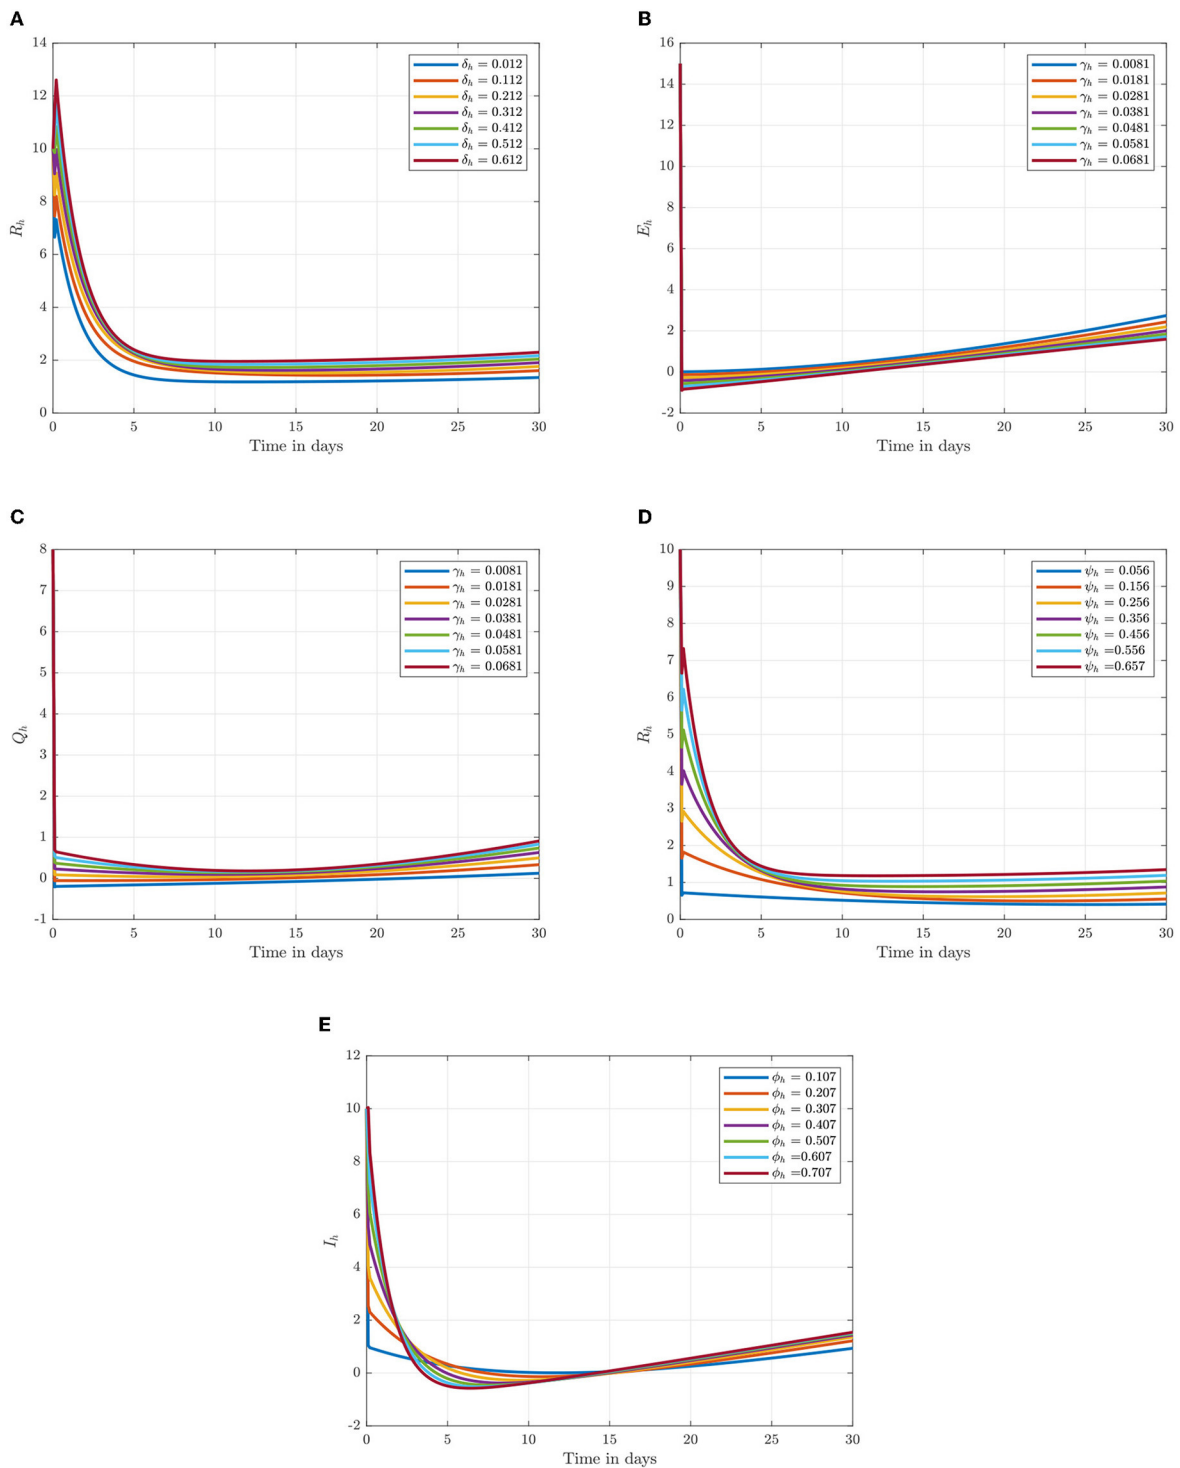 A
B
14
12
10
8
6
4
2
0
R_h
0 5 10 15 20 25 30
Time in days
δ_h = 0.012
δ_h = 0.112
δ_h = 0.212
δ_h = 0.312
δ_h = 0.412
δ_h = 0.512
δ_h = 0.612
16
14
12
10
8
6
4
2
0
-2
E_h
0 5 10 15 20 25 30
Time in days
γ_h = 0.0081
γ_h = 0.0181
γ_h = 0.0281
γ_h = 0.0381
γ_h = 0.0481
γ_h = 0.0581
γ_h = 0.0681
C
D
8
7
6
5
4
3
2
1
0
-1
Q_h
0 5 10 15 20 25 30
Time in days
γ_h = 0.0081
γ_h = 0.0181
γ_h = 0.0281
γ_h = 0.0381
γ_h = 0.0481
γ_h = 0.0581
γ_h = 0.0681
10
9
8
7
6
5
4
3
2
1
0
R_h
0 5 10 15 20 25 30
Time in days
ψ_h = 0.056
ψ_h = 0.156
ψ_h = 0.256
ψ_h = 0.356
ψ_h = 0.456
ψ_h =0.556
ψ_h =0.657
E
12
10
8
6
4
2
0
-2
I_h
0 5 10 15 20 25 30
Time in days
ϕ_h = 0.107
ϕ_h = 0.207
ϕ_h = 0.307
ϕ_h = 0.407
ϕ_h = 0.507
ϕ_h =0.607
ϕ_h =0.707